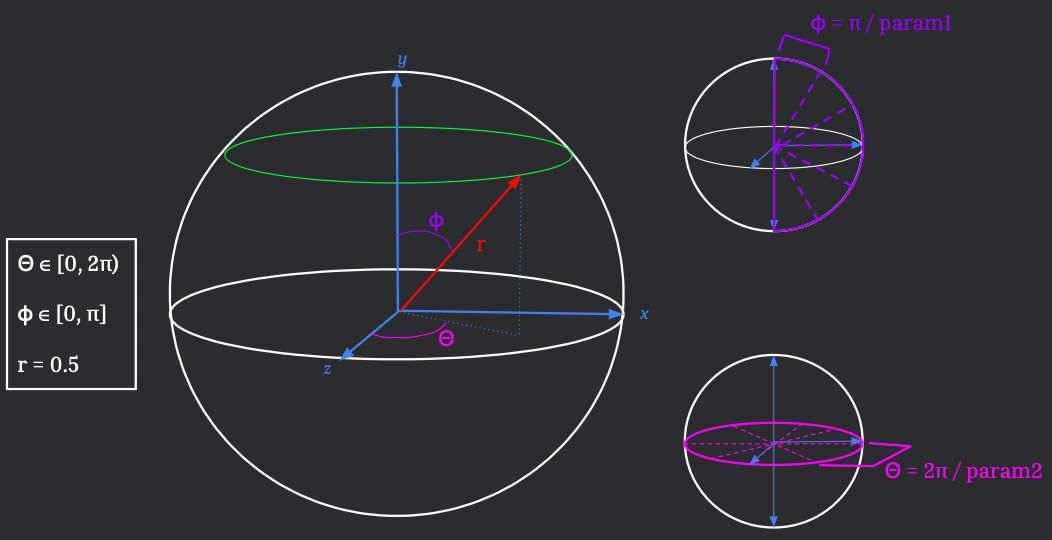 ϕ = π / param1
y
ϕ
r
Θ ∈ [0, 2π)
ϕ ∈ [0, π]
r = 0.5
x
Θ
z
Θ = 2π / param2